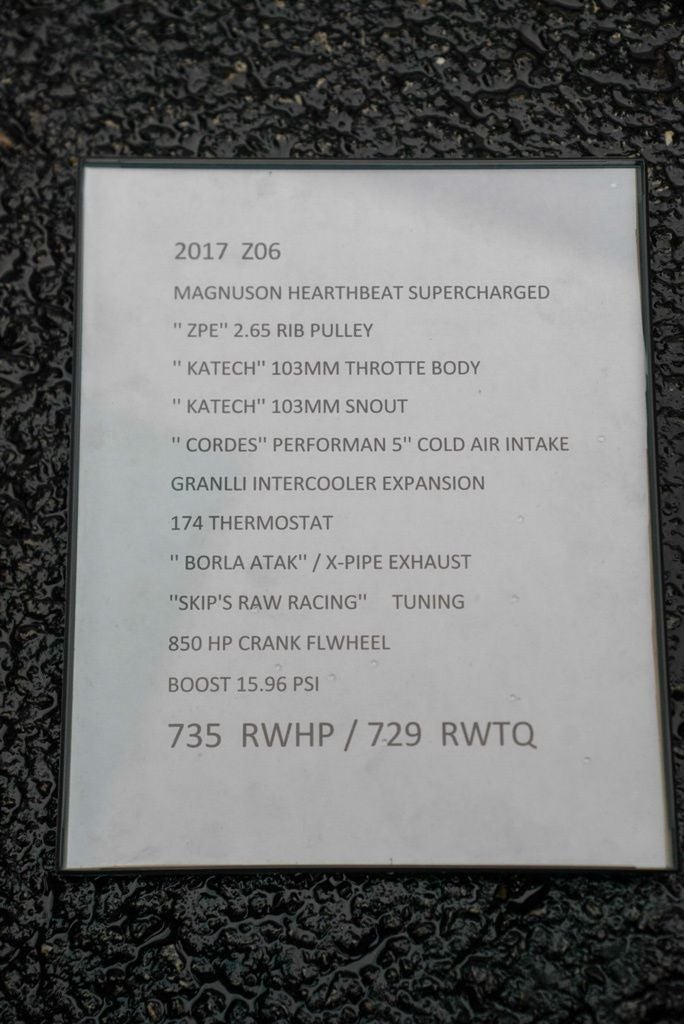 2017 Z06
MAGNUSON HEARTHBEAT SUPERCHARGED
" ZPE" 2.65 RIB PULLEY
" KATECH" 103MM THROTTE BODY
" KATECH" 103MM SNOUT
" CORDES" PERFORMAN 5" COLD AIR INTAKE
GRANLLI INTERCOOLER EXPANSION
174 THERMOSTAT
" BORLA ATAK" / X-PIPE EXHAUST
"SKIP'S RAW RACING" TUNING
850 HP CRANK FLWHEEL
BOOST 15.96 PSI
735 RWHP / 729 RWTQ